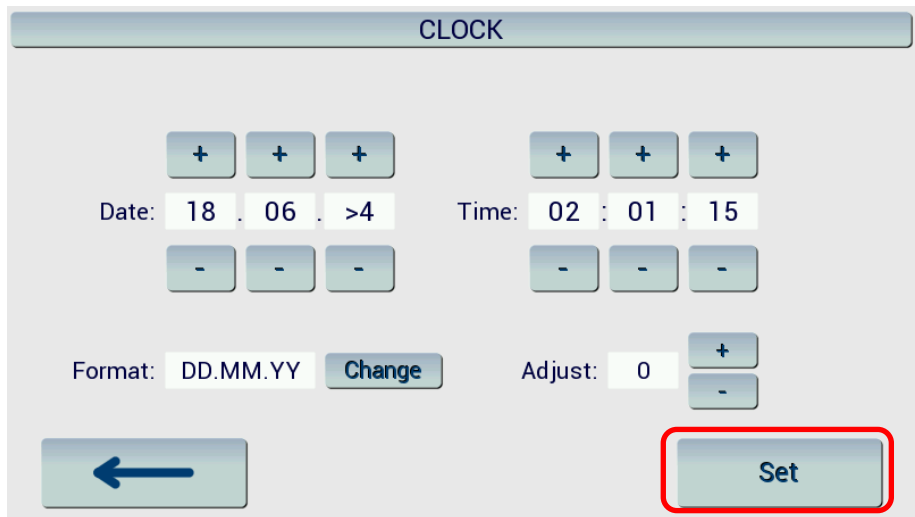 CLOCK
+ + + + + +
Date: 18 . 06 . >4 Time: 02 : 01 : 15
- - - - - -
Format: DD.MM.YY Change Adjust: 0 +
-
Set